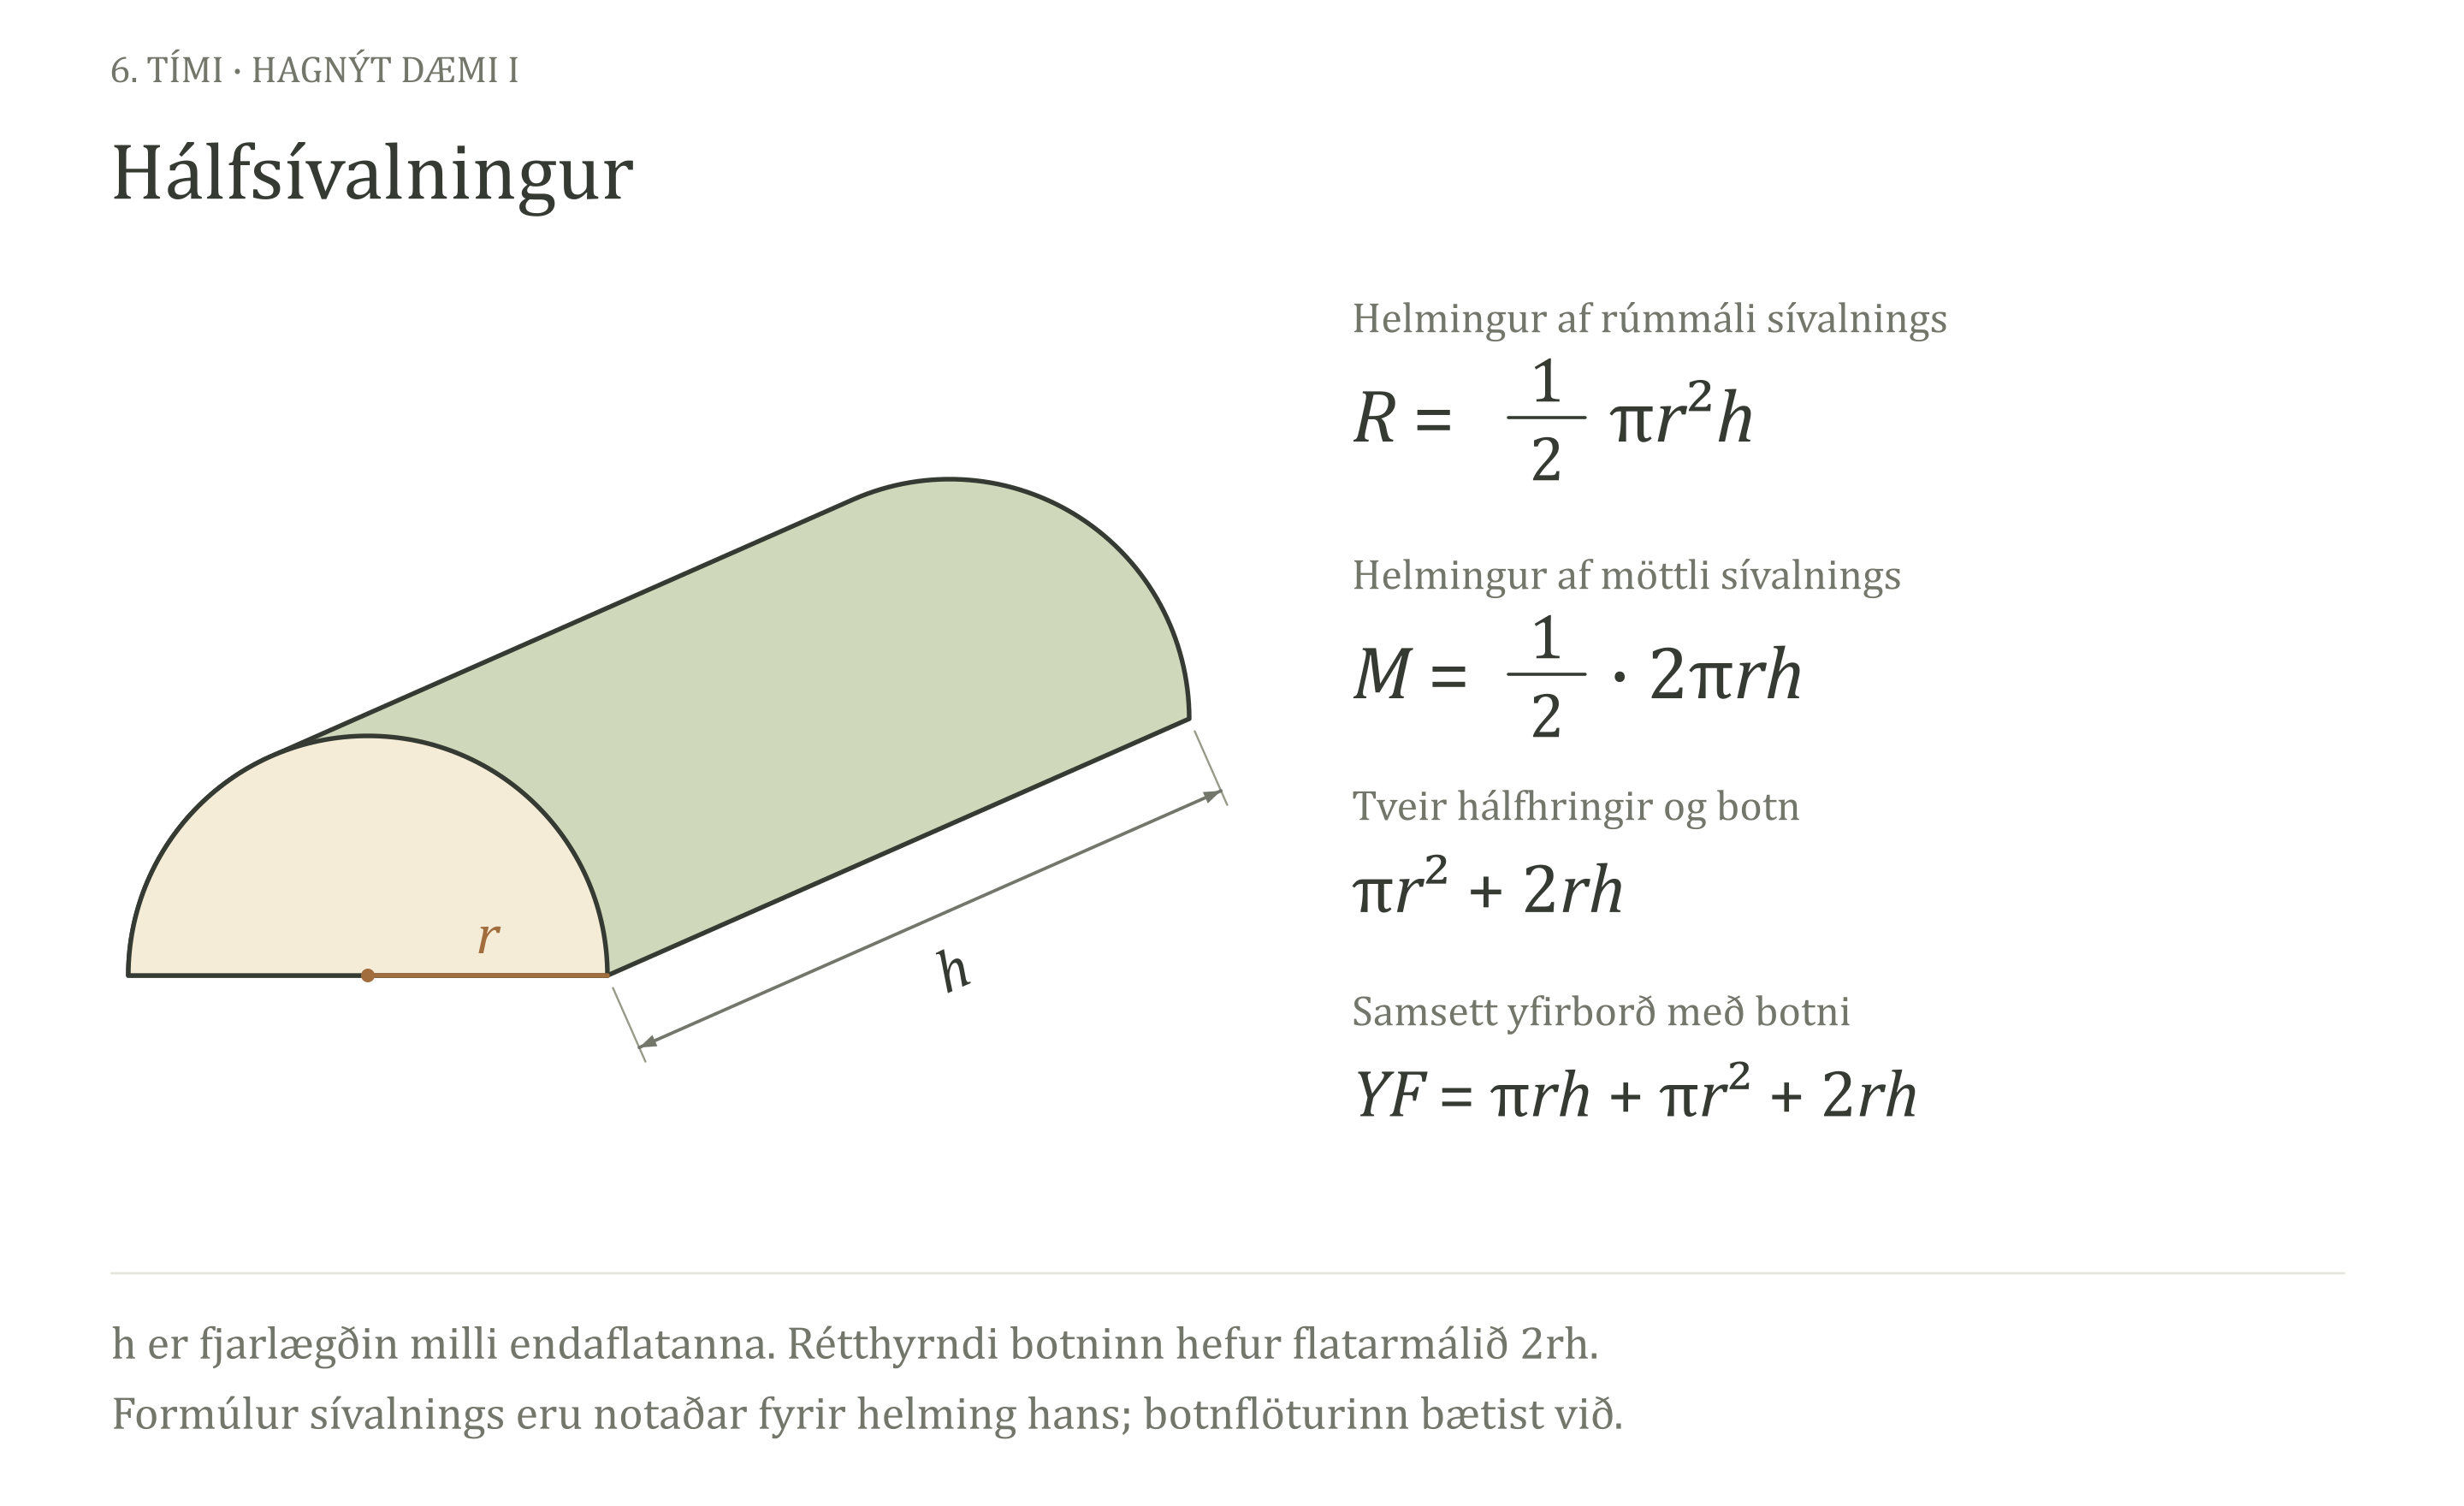 6. TÍMI · HAGNÝT DÆMI I
Hálfsívalningur
Helmingur af rúmmáli sívalnings
R = 1/2 πr²h
Helmingur af möttli sívalnings
M = 1/2 · 2πrh
Tveir hálfhringir og botn
πr² + 2rh
Samsett yfirborð með botni
YF = πrh + πr² + 2rh
r
h
h er fjarlægðin milli endaflatanna. Rétthyrndi botninn hefur flatarmálið 2rh.
Formúlur sívalnings eru notaðar fyrir helming hans; botnflöturinn bætist við.